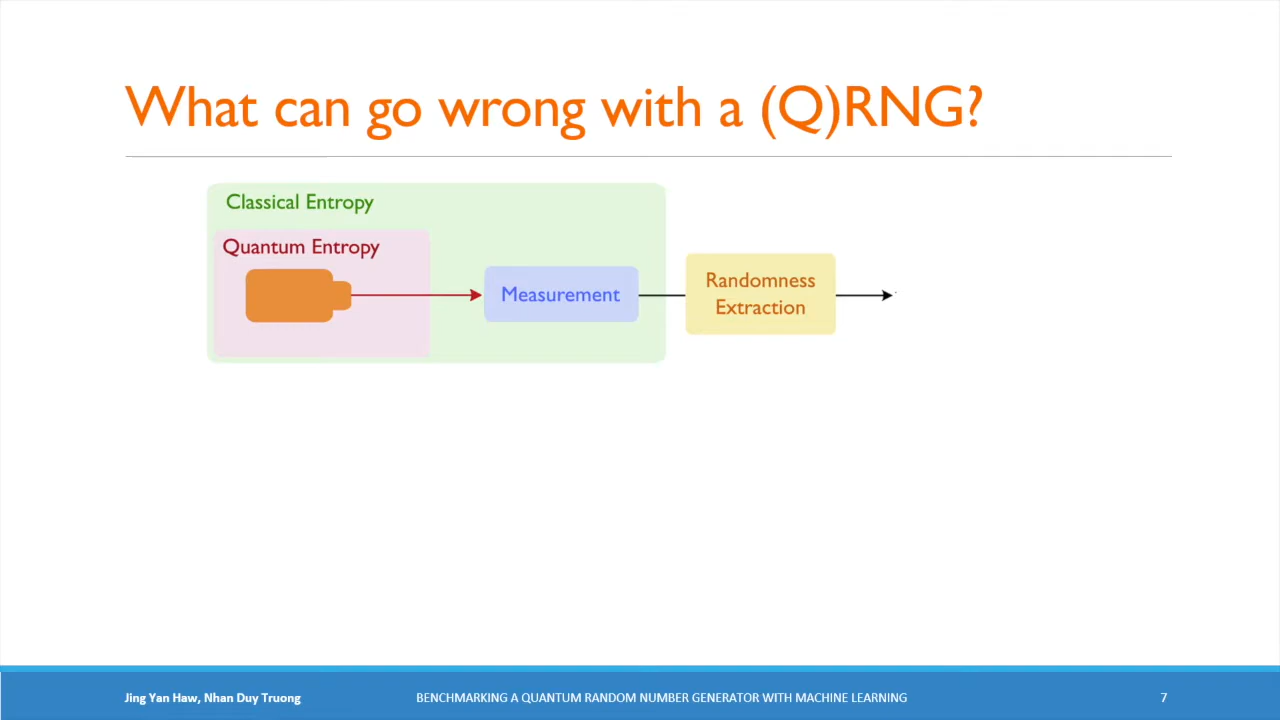 What can go wrong with a (Q)RNG?
Classical Entropy
Quantum Entropy
Measurement
Randomness
Extraction
Jing Yan Haw, Nhan Duy Truong
BENCHMARKING A QUANTUM RANDOM NUMBER GENERATOR WITH MACHINE LEARNING
7